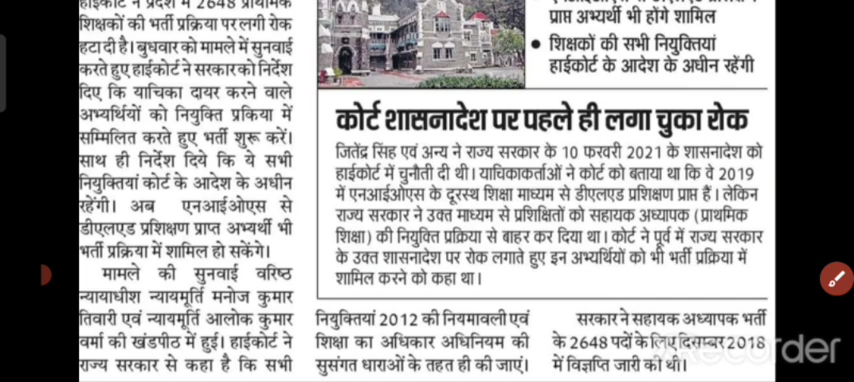 हाईकोर्ट ने प्रदेश में 2648 प्राथमिक
शिक्षकों की भर्ती प्रक्रिया पर लगी रोक
हटा दी है। बुधवार को मामले में सुनवाई
करते हुए हाईकोर्ट ने सरकार को निर्देश
दिए कि याचिका दायर करने वाले
अभ्यर्थियों को नियुक्ति प्रकिया में
सम्मिलित करते हुए भर्ती शुरू करें।
साथ ही निर्देश दिये कि ये सभी
नियुक्तियां कोर्ट के आदेश के अधीन
रहेंगी। अब एनआईओएस से
डीएलएड प्रशिक्षण प्राप्त अभ्यर्थी भी
भर्ती प्रक्रिया में शामिल हो सकेंगे।
मामले की सुनवाई वरिष्ठ
न्यायाधीश न्यायमूर्ति मनोज कुमार
तिवारी एवं न्यायमूर्ति आलोक कुमार
वर्मा की खंडपीठ में हुई। हाईकोर्ट ने
राज्य सरकार से कहा है कि सभी
प्राप्त अभ्यर्थी भी होंगे शामिल
• शिक्षकों की सभी नियुक्तियां
हाईकोर्ट के आदेश के अधीन रहेंगी
कोर्ट शासनादेश पर पहले ही लगा चुका रोक
जितेंद्र सिंह एवं अन्य ने राज्य सरकार के 10 फरवरी 2021 के शासनादेश को
हाईकोर्ट में चुनौती दी थी। याचिकाकर्ताओं ने कोर्ट को बताया था कि वे 2019
में एनआईओएस के दूरस्थ शिक्षा माध्यम से डीएलएड प्रशिक्षण प्राप्त हैं। लेकिन
राज्य सरकार ने उक्त माध्यम से प्रशिक्षितों को सहायक अध्यापक (प्राथमिक
शिक्षा) की नियुक्ति प्रक्रिया से बाहर कर दिया था। कोर्ट ने पूर्व में राज्य सरकार
के उक्त शासनादेश पर रोक लगाते हुए इन अभ्यर्थियों को भी भर्ती प्रक्रिया में
शामिल करने को कहा था।
नियुक्तियां 2012 की नियमावली एवं
शिक्षा का अधिकार अधिनियम की
सुसंगत धाराओं के तहत ही की जाएं।
सरकार ने सहायक अध्यापक भर्ती
के 2648 पदों के लिए दिसम्बर 2018
में विज्ञप्ति जारी की थी।
Recorder